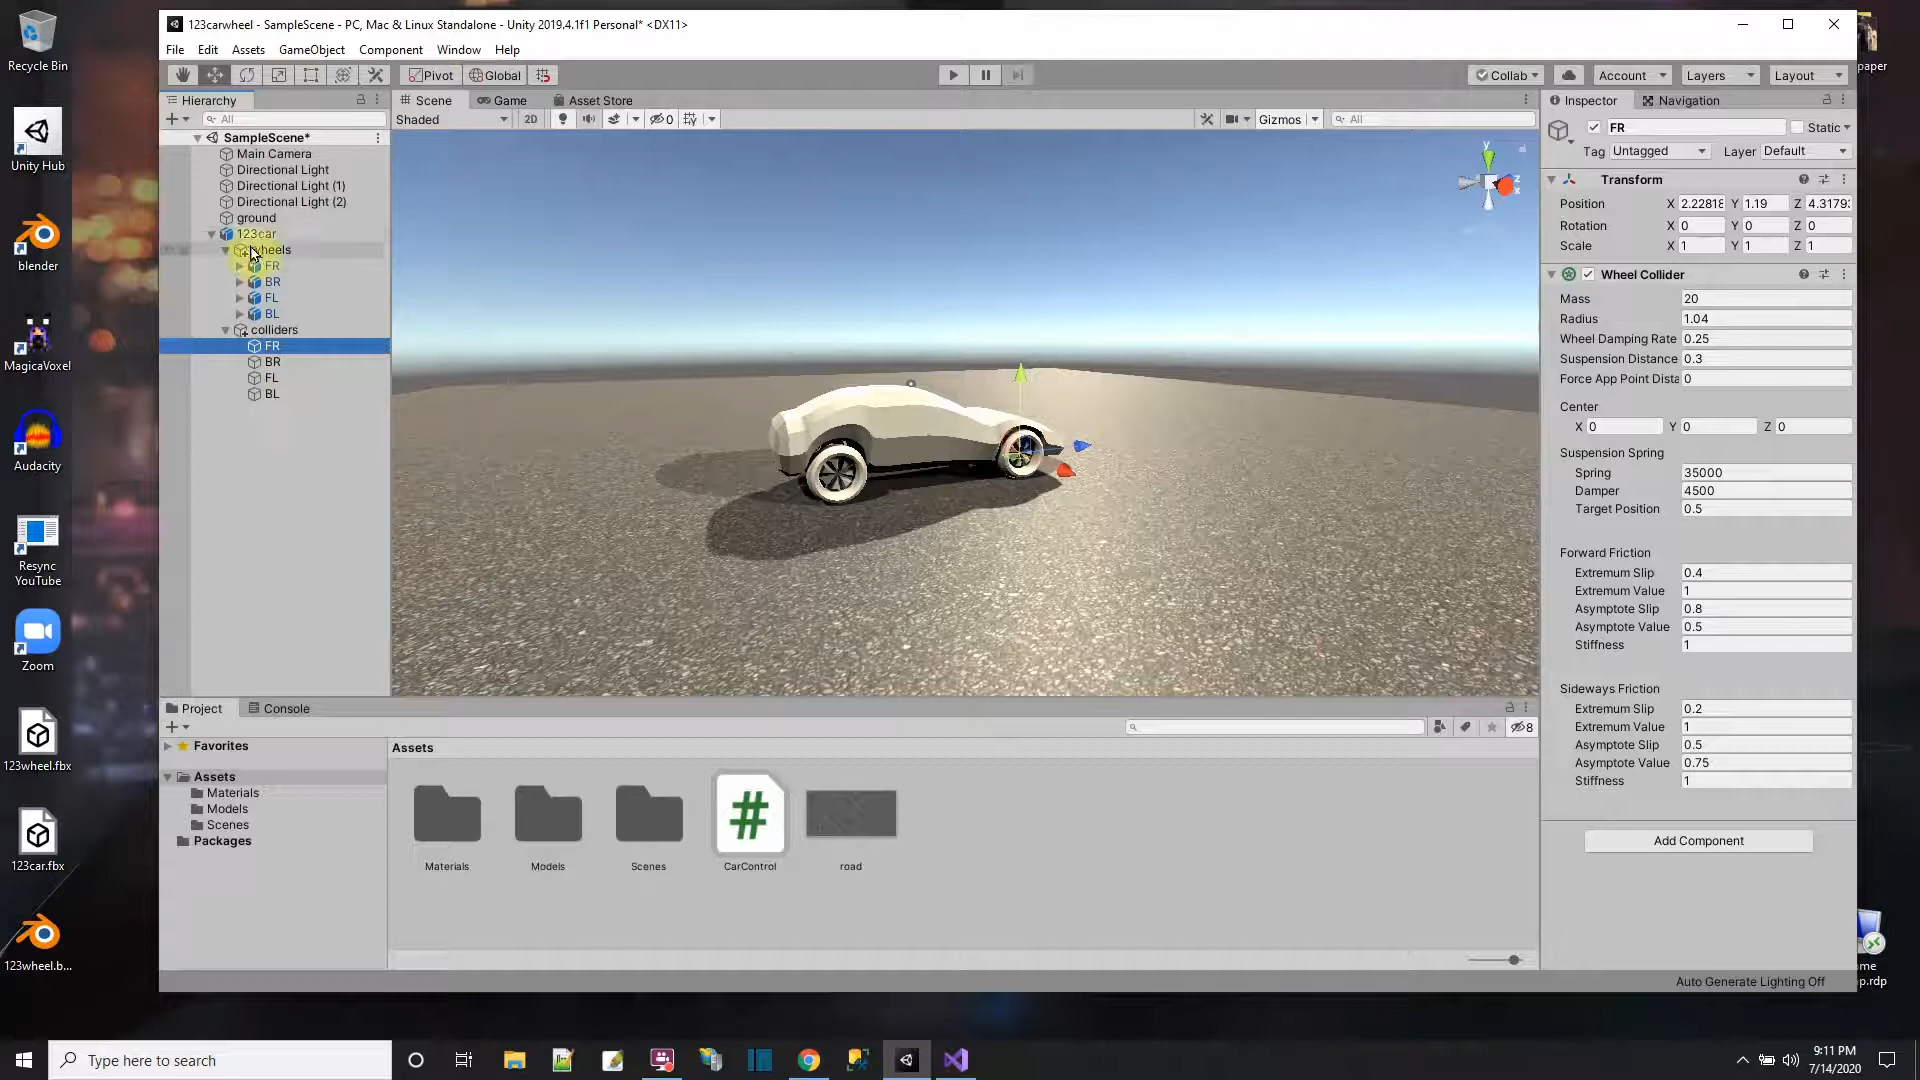 Recycle Bin
Unity Hub
blender
MagicaVoxel
Audacity
Resync
YouTube
Zoom
123wheel.fbx
123car.fbx
123wheel.b...
paper
p.rdp
123carwheel - SampleScene - PC, Mac & Linux Standalone - Unity 2019.4.1f1 Personal* <DX11>
File Edit Assets GameObject Component Window Help
Pivot Global Collab Account Layers Layout
Hierarchy
All
SampleScene*
Main Camera
Directional Light
Directional Light (1)
Directional Light (2)
ground
123car
wheels
FR
BR
FL
BL
colliders
FR
BR
FL
BL
Scene Game Asset Store
Shaded 2D 0 Gizmos All
y
z
x
Inspector Navigation
FR Static
Tag Untagged Layer Default
Transform
Position X 2.22818 Y 1.19 Z 4.3179
Rotation X 0 Y 0 Z 0
Scale X 1 Y 1 Z 1
Wheel Collider
Mass 20
Radius 1.04
Wheel Damping Rate 0.25
Suspension Distance 0.3
Force App Point Dista 0
Center
X 0 Y 0 Z 0
Suspension Spring
Spring 35000
Damper 4500
Target Position 0.5
Forward Friction
Extremum Slip 0.4
Extremum Value 1
Asymptote Slip 0.8
Asymptote Value 0.5
Stiffness 1
Sideways Friction
Extremum Slip 0.2
Extremum Value 1
Asymptote Slip 0.5
Asymptote Value 0.75
Stiffness 1
Add Component
Project Console
8
Favorites
Assets
Materials
Models
Scenes
Packages
Assets
Materials
Models
Scenes
CarControl
road
Auto Generate Lighting Off
Type here to search
9:11 PM
7/14/2020